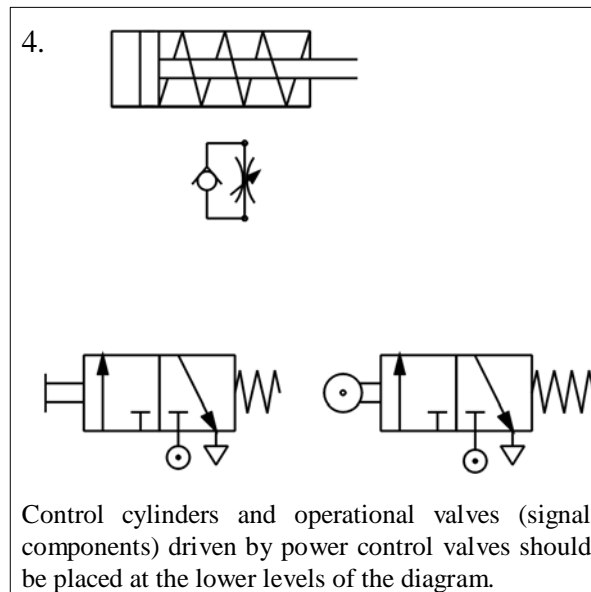 4.
Control cylinders and operational valves (signal
components) driven by power control valves should
be placed at the lower levels of the diagram.